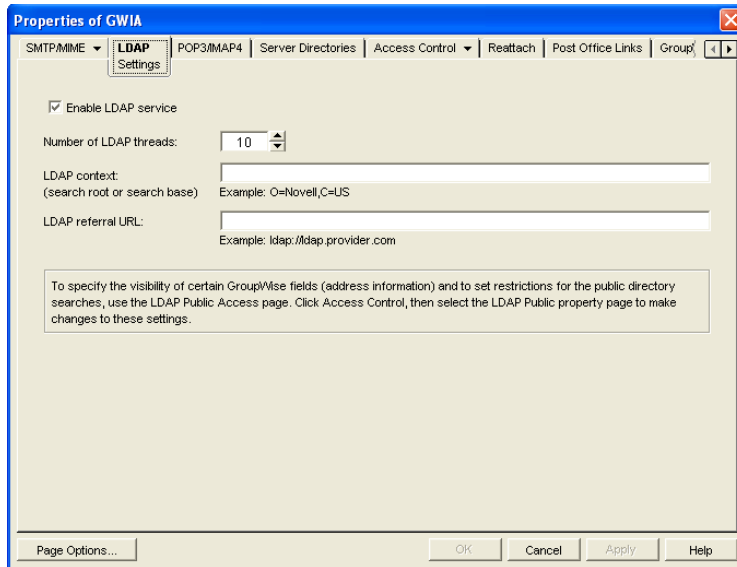 Properties of GWIA
SMTP/MIME LDAP POP3/IMAP4 Server Directories Access Control Reattach Post Office Links Group
Settings
Enable LDAP service
Number of LDAP threads: 10
LDAP context:
(search root or search base) Example: O=Novell,C=US
LDAP referral URL:
Example: ldap://ldap.provider.com
To specify the visibility of certain GroupWise fields (address information) and to set restrictions for the public directory
searches, use the LDAP Public Access page. Click Access Control, then select the LDAP Public property page to make
changes to these settings.
Page Options... OK Cancel Apply Help